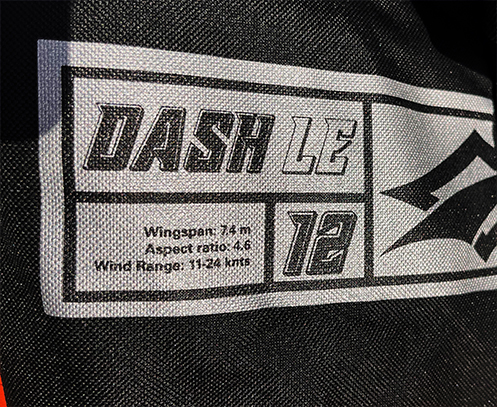 DASH LE
Wingspan: 7.4 m
Aspect ratio: 4.6
Wind Range: 11-24 knts
12